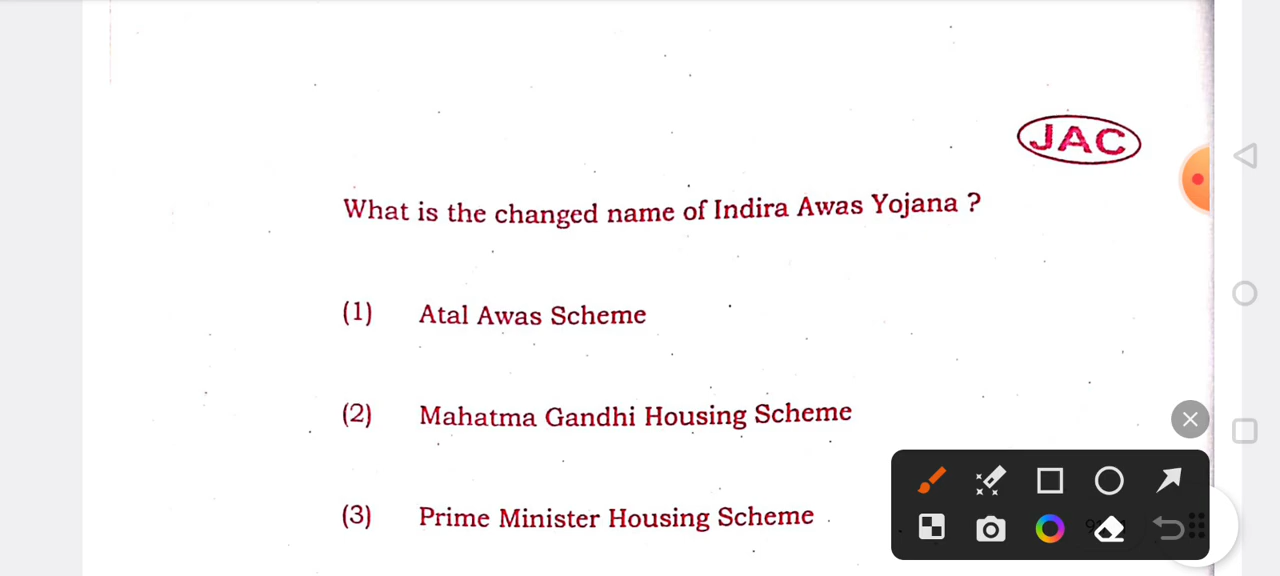 JAC
What is the changed name of Indira Awas Yojana ?
(1) Atal Awas Scheme
(2) Mahatma Gandhi Housing Scheme
(3) Prime Minister Housing Scheme